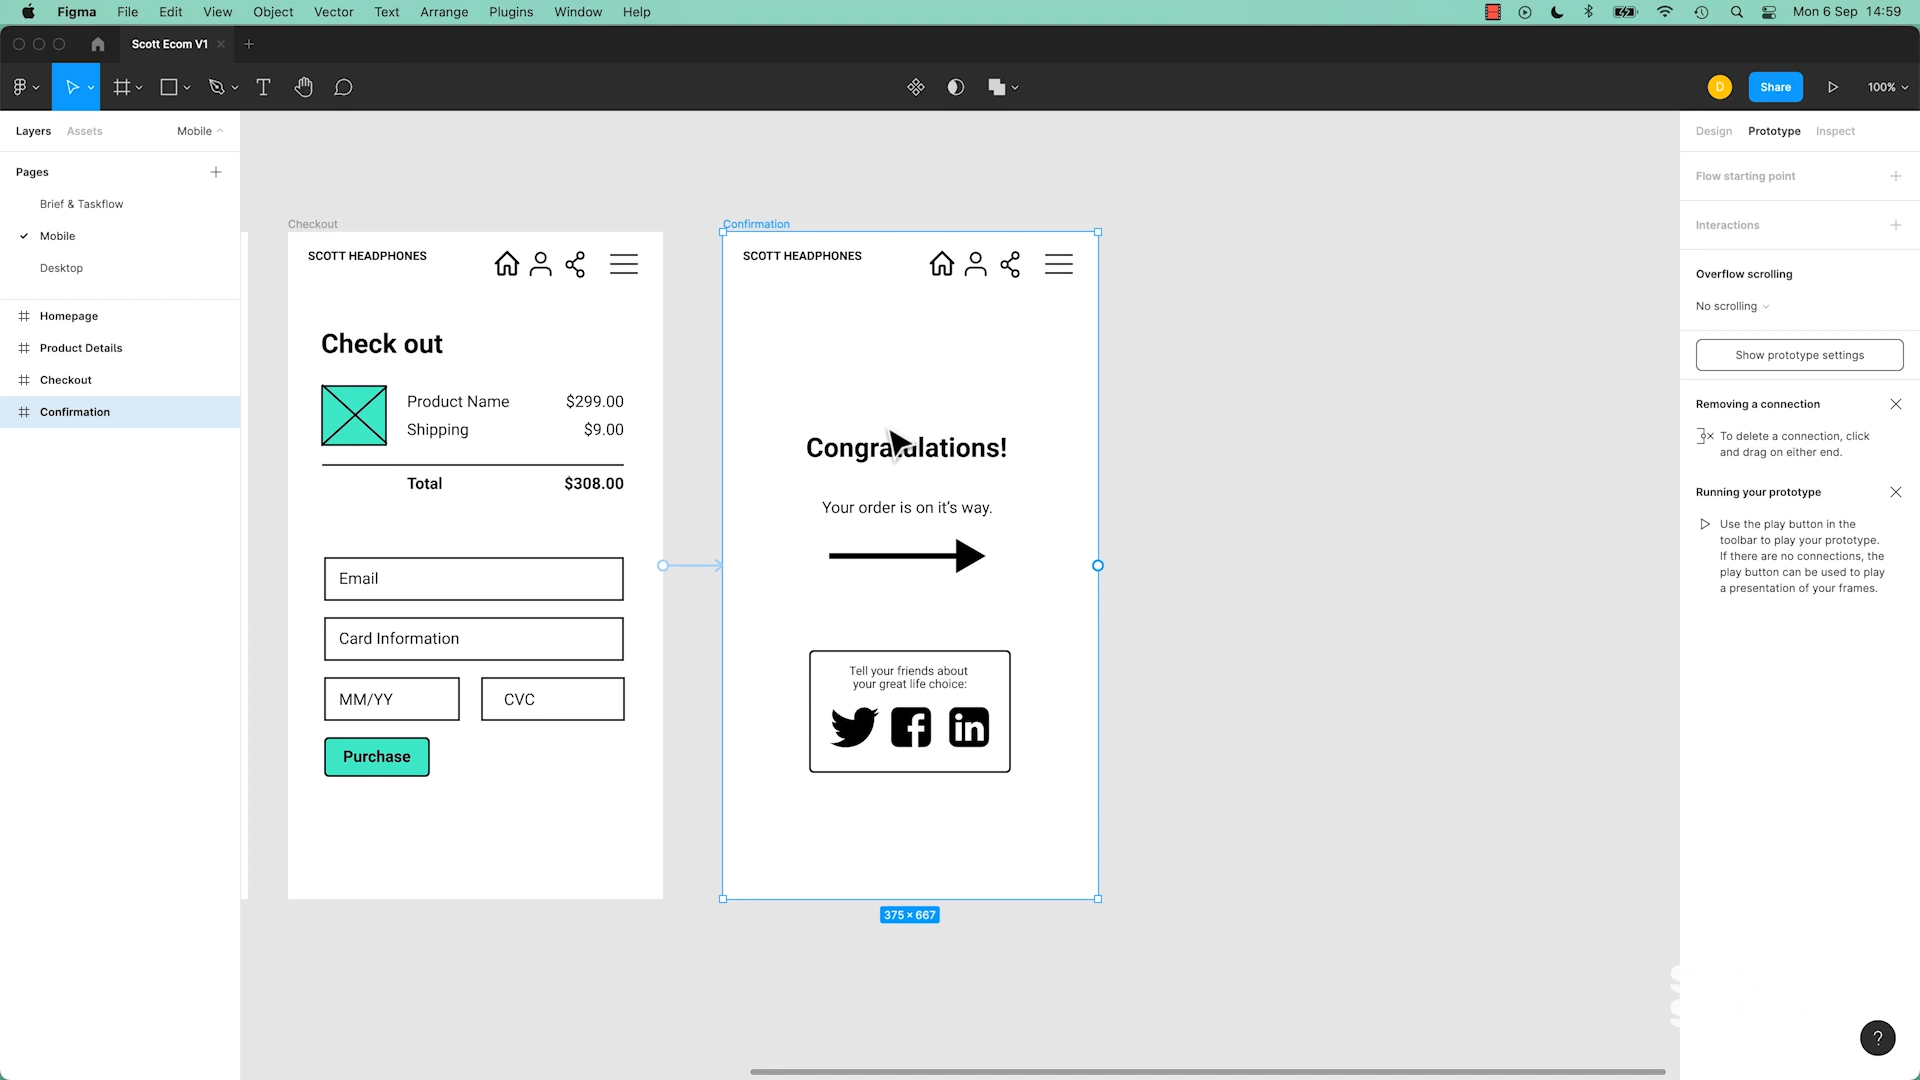 Figma File Edit View Object Vector Text Arrange Plugins Window Help
Mon 6 Sep 14:59
Scott Ecom V1
D
Share
100%
Layers Assets Mobile
Pages
Brief & Taskflow
Mobile
Desktop
Homepage
Product Details
Checkout
Confirmation
Checkout
SCOTT HEADPHONES
Check out
Product Name $299.00
Shipping $9.00
Total $308.00
Email
Card Information
MM/YY CVC
Purchase
Confirmation
SCOTT HEADPHONES
Congratulations!
Your order is on it's way.
Tell your friends about
your great life choice:
in
375 × 667
Design Prototype Inspect
Flow starting point
Interactions
Overflow scrolling
No scrolling
Show prototype settings
Removing a connection
To delete a connection, click
and drag on either end.
Running your prototype
Use the play button in the
toolbar to play your prototype.
If there are no connections, the
play button can be used to play
a presentation of your frames.
?